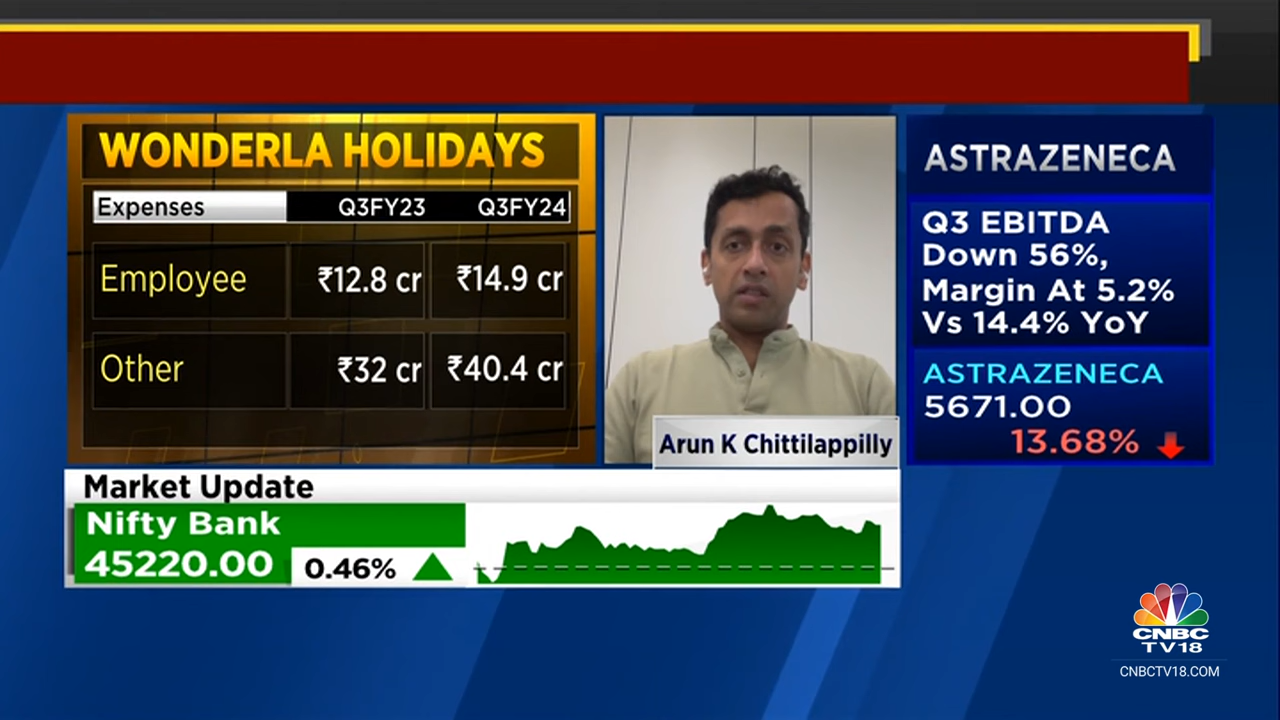 WONDERLA HOLIDAYS
Expenses Q3FY23 Q3FY24
Employee ₹12.8 cr ₹14.9 cr
Other ₹32 cr ₹40.4 cr
Arun K Chittilappilly
ASTRAZENECA
Q3 EBITDA
Down 56%,
Margin At 5.2%
Vs 14.4% YoY
ASTRAZENECA
5671.00
13.68%
Market Update
Nifty Bank
45220.00 0.46%
CNBC
TV18
CNBCTV18.COM